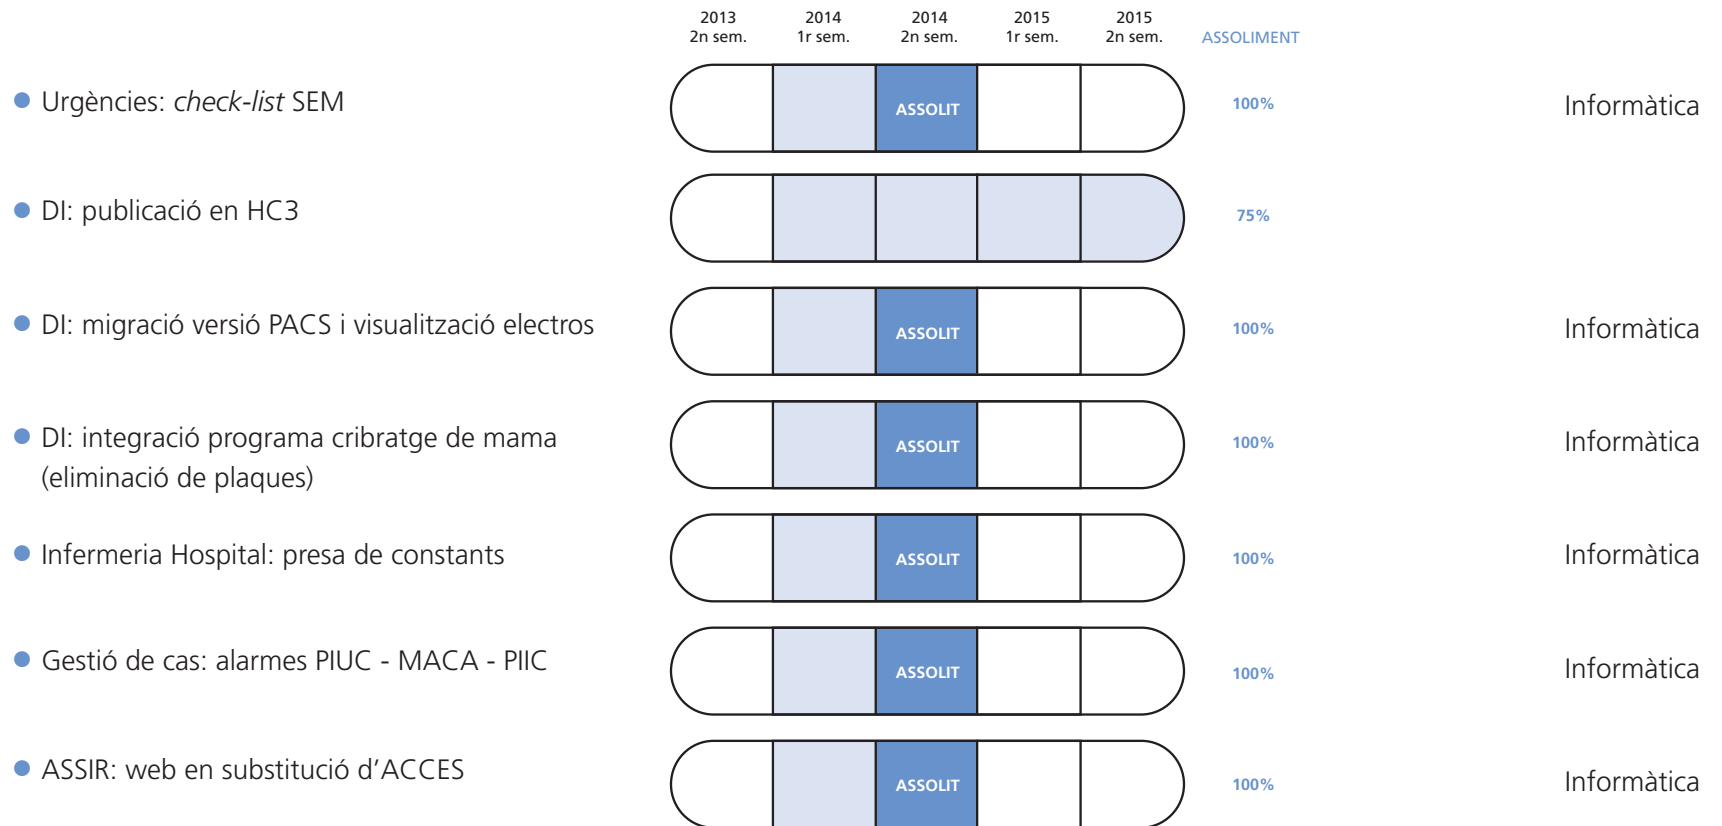 2013 2014 2014 2015 2015
2n sem. 1r sem. 2n sem. 1r sem. 2n sem. ASSOLIMENT
Urgències: check-list SEM ASSOLIT 100% Informàtica
DI: publicació en HC3 75%
DI: migració versió PACS i visualització electros ASSOLIT 100% Informàtica
DI: integració programa cribratge de mama ASSOLIT 100% Informàtica
(eliminació de plaques)
Infermeria Hospital: presa de constants ASSOLIT 100% Informàtica
Gestió de cas: alarmes PIUC - MACA - PIIC ASSOLIT 100% Informàtica
ASSIR: web en substitució d’ACCES ASSOLIT 100% Informàtica